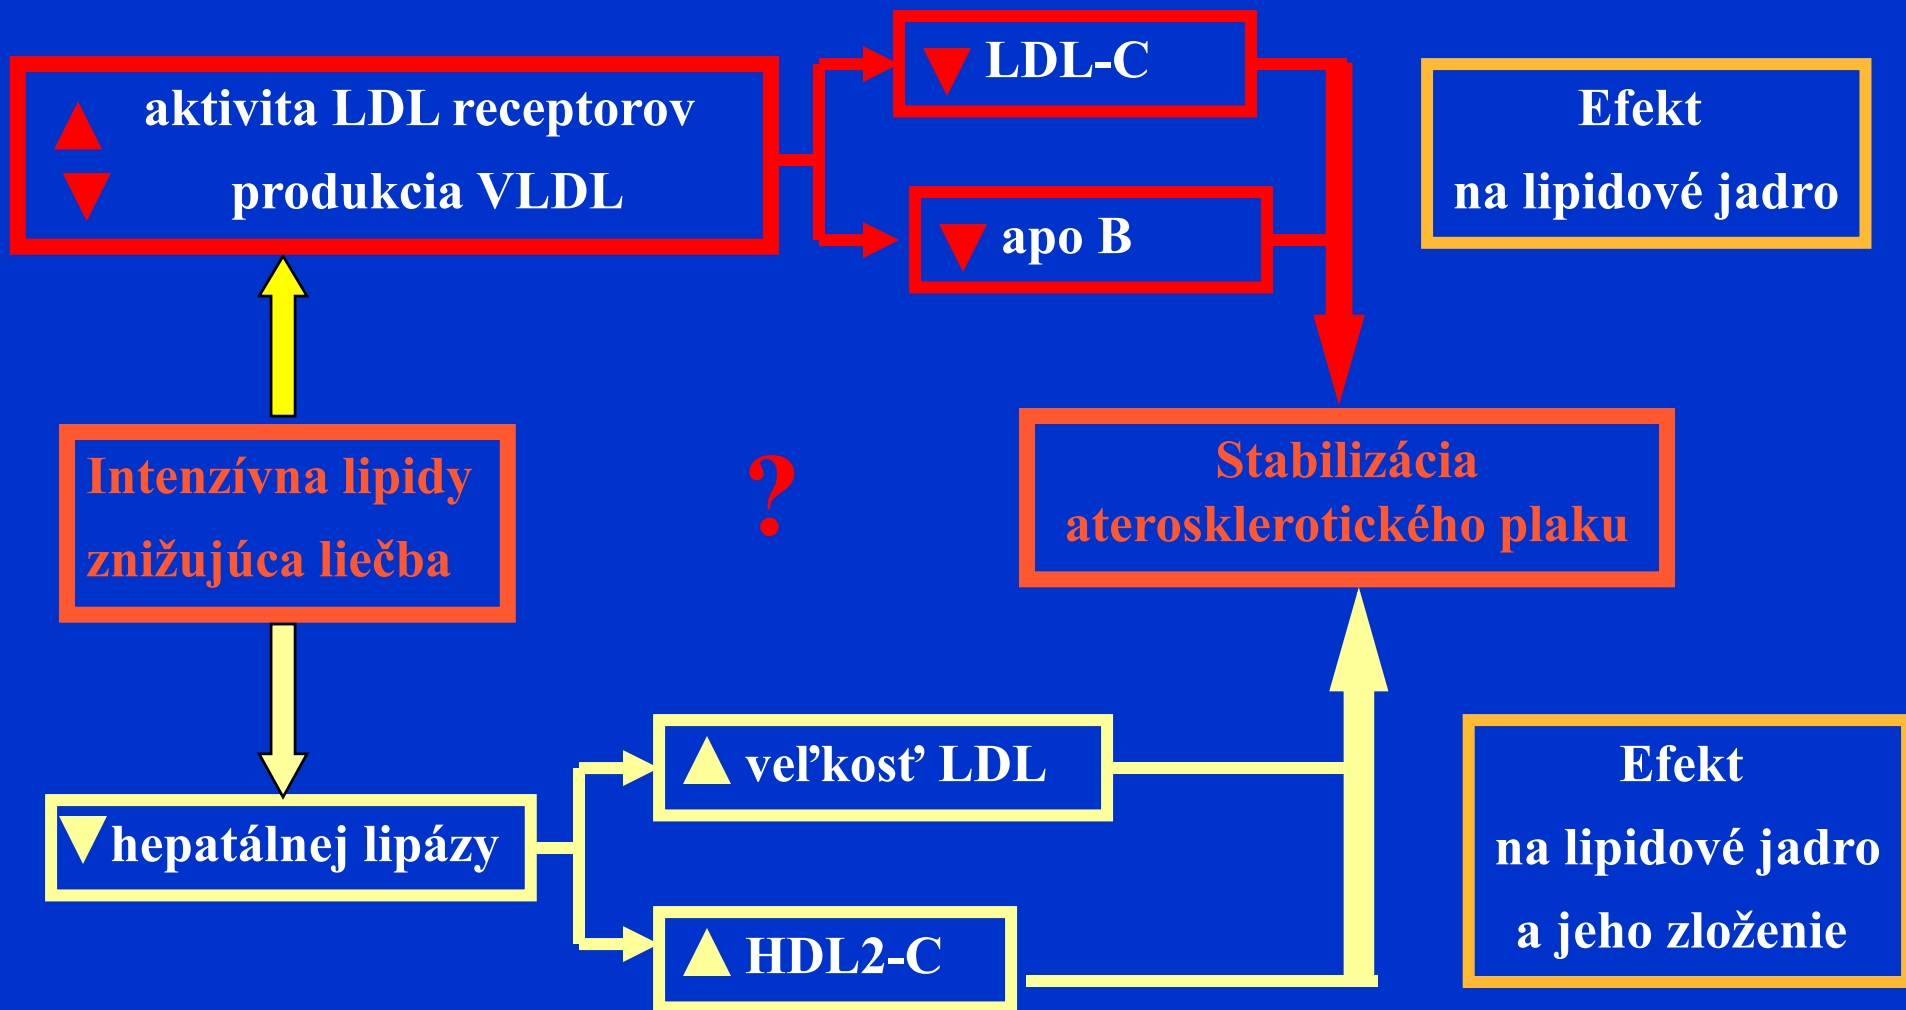 aktivita LDL receptorov
produkcia VLDL
LDL-C
apo B
Efekt
na lipidové jadro
Intenzívna lipidy
znižujúca liečba
?
Stabilizácia
aterosklerotického plaku
hepatálnej lipázy
veľkosť LDL
HDL2-C
Efekt
na lipidové jadro
a jeho zloženie